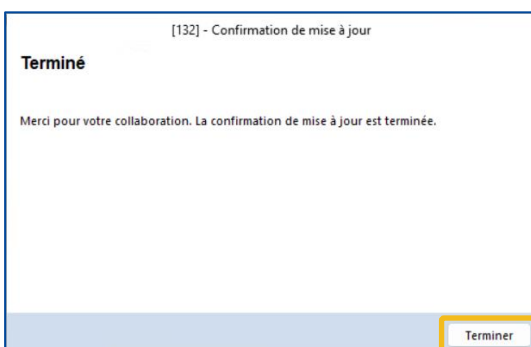 [132] - Confirmation de mise à jour
Terminé
Merci pour votre collaboration. La confirmation de mise à jour est terminée.
Terminer